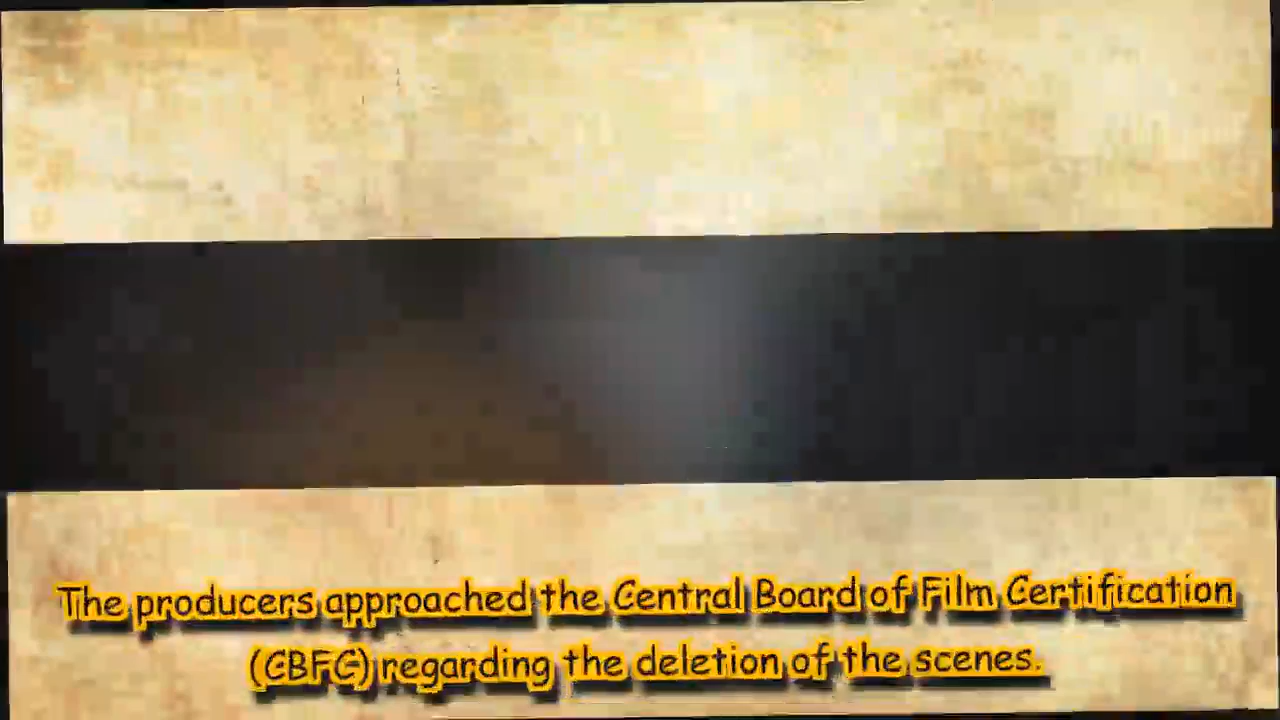 The producers approached the Central Board of Film Certification
(CBFC) regarding the deletion of the scenes.